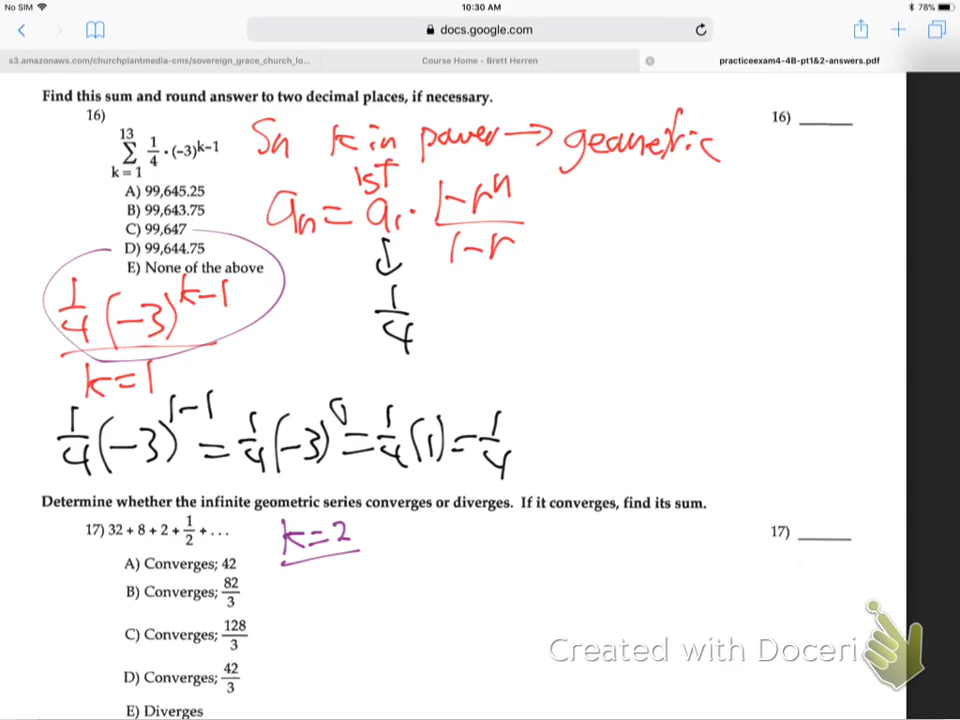 No SIM 10:30 AM 78%
docs.google.com
s3.amazonaws.com/churchplantmedia-cms/sovereign_grace_church_lo... Course Home - Brett Herren practiceexam4-4B-pt1&2-answers.pdf
Find this sum and round answer to two decimal places, if necessary.
16) 16) ______
13
Σ 1/4 · (-3)^k-1
k = 1
Sn k in power → geometric
1st
an = a1 · 1-r^n / 1-r
A) 99,645.25
B) 99,643.75
C) 99,647
D) 99,644.75
E) None of the above
1/4
1/4 (-3)^k-1
k=1
1/4(-3)^1-1 = 1/4(-3)^0 = 1/4(1) = 1/4
Determine whether the infinite geometric series converges or diverges. If it converges, find its sum.
17) 32 + 8 + 2 + 1/2 + . . . 17) ______
k=2
A) Converges; 42
B) Converges; 82/3
C) Converges; 128/3
D) Converges; 42/3
E) Diverges
Created with Doceri